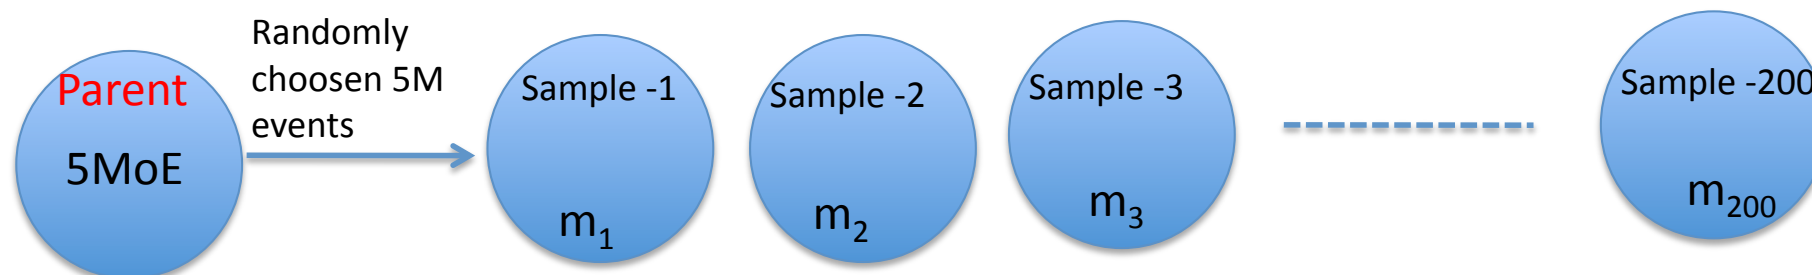 Parent
5MoE
Randomly
choosen 5M
events
Sample -1
m₁
Sample -2
m₂
Sample -3
m₃
Sample -200
m₂₀₀